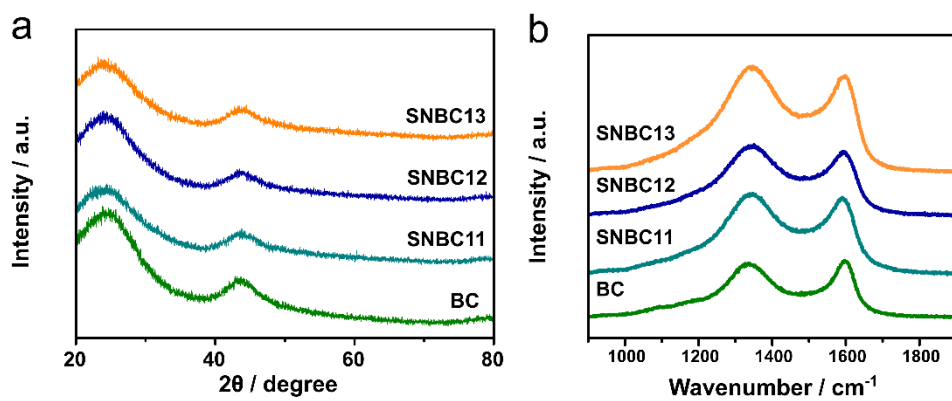 a
Intensity / a.u.
SNBC13
SNBC12
SNBC11
BC
20 40 60 80
2θ / degree
b
Intensity / a.u.
SNBC13
SNBC12
SNBC11
BC
1000 1200 1400 1600 1800
Wavenumber / cm⁻¹